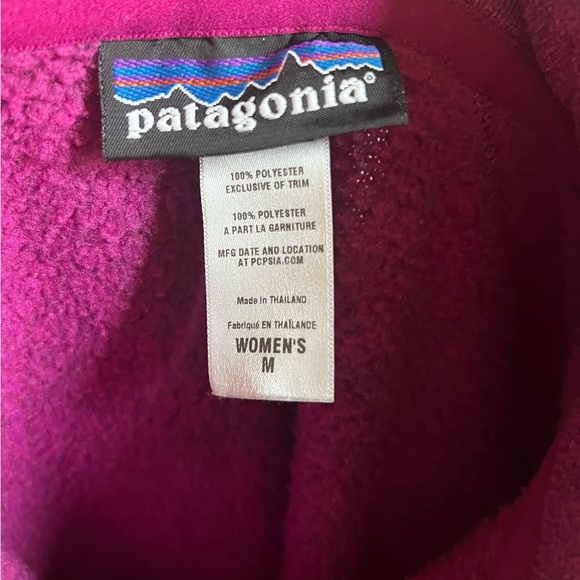 patagonia®
100% POLYESTER
EXCLUSIVE OF TRIM
100% POLYESTER
A PART LA GARNITURE
MFG DATE AND LOCATION
AT PCPSIA.COM
Made in THAILAND
Fabriqué EN THAÏLANDE
WOMEN'S
M